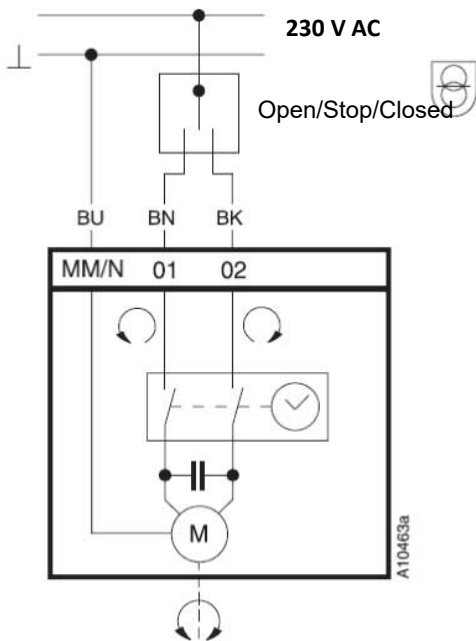 230 V AC
Open/Stop/Closed
BU BN BK
MM/N 01 02
M
A10463a